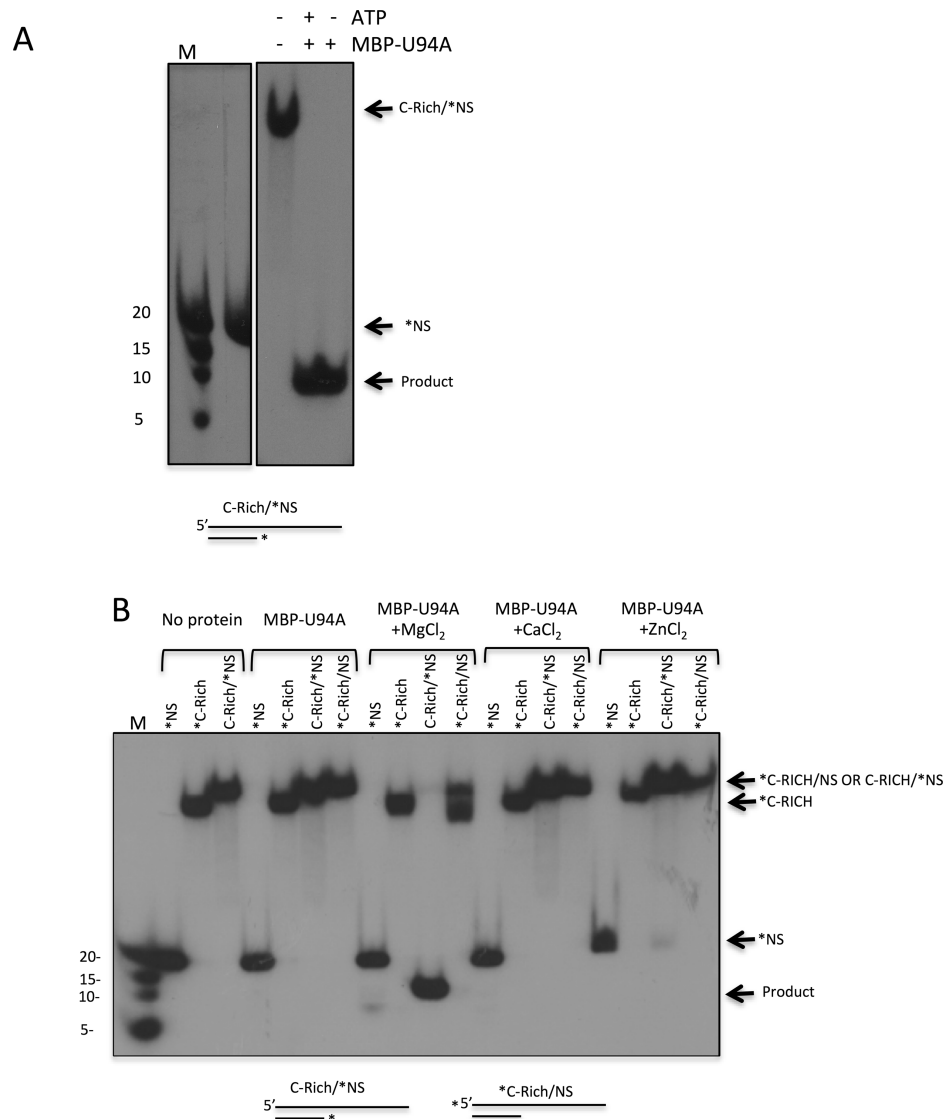 A
- + - ATP
- + + MBP-U94A
M
C-Rich/*NS
20
*NS
15
10
Product
5
C-Rich/*NS
5’
*
B
No protein
MBP-U94A
MBP-U94A
+MgCl2
MBP-U94A
+CaCl2
MBP-U94A
+ZnCl2
M
*NS
*C-Rich
C-Rich/*NS
*NS
*C-Rich
C-Rich/*NS
*C-Rich/NS
*NS
*C-Rich
C-Rich/*NS
*C-Rich/NS
*NS
*C-Rich
C-Rich/*NS
*C-Rich/NS
*NS
*C-Rich
C-Rich/*NS
*C-Rich/NS
*C-RICH/NS OR C-RICH/*NS
*C-RICH
*NS
20-
15-
10-
Product
5-
C-Rich/*NS
5’
*
*C-Rich/NS
*5’